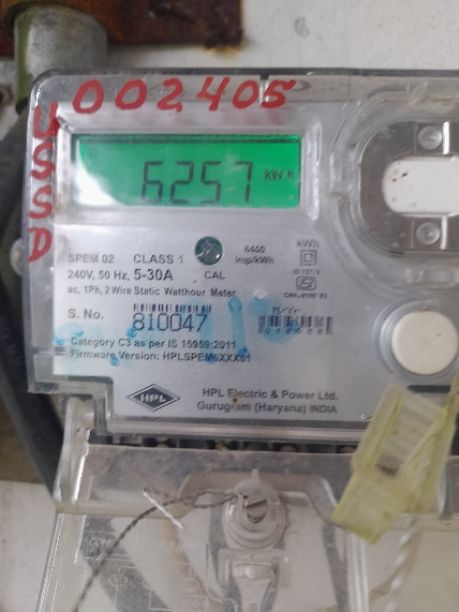 002405
USSD
6257 kWh
SPEM 02 CLASS 1 6400 imp/kWh kWh
240V, 50 Hz, 5-30A CAL
ac, 1Ph, 2 Wire Static Watthour Meter
S. No. 810047 M/Yr
Category C3 as per IS 15959:2011
Firmware Version:
HPL
HPL Electric & Power Ltd.
Gurugram (Haryana) INDIA